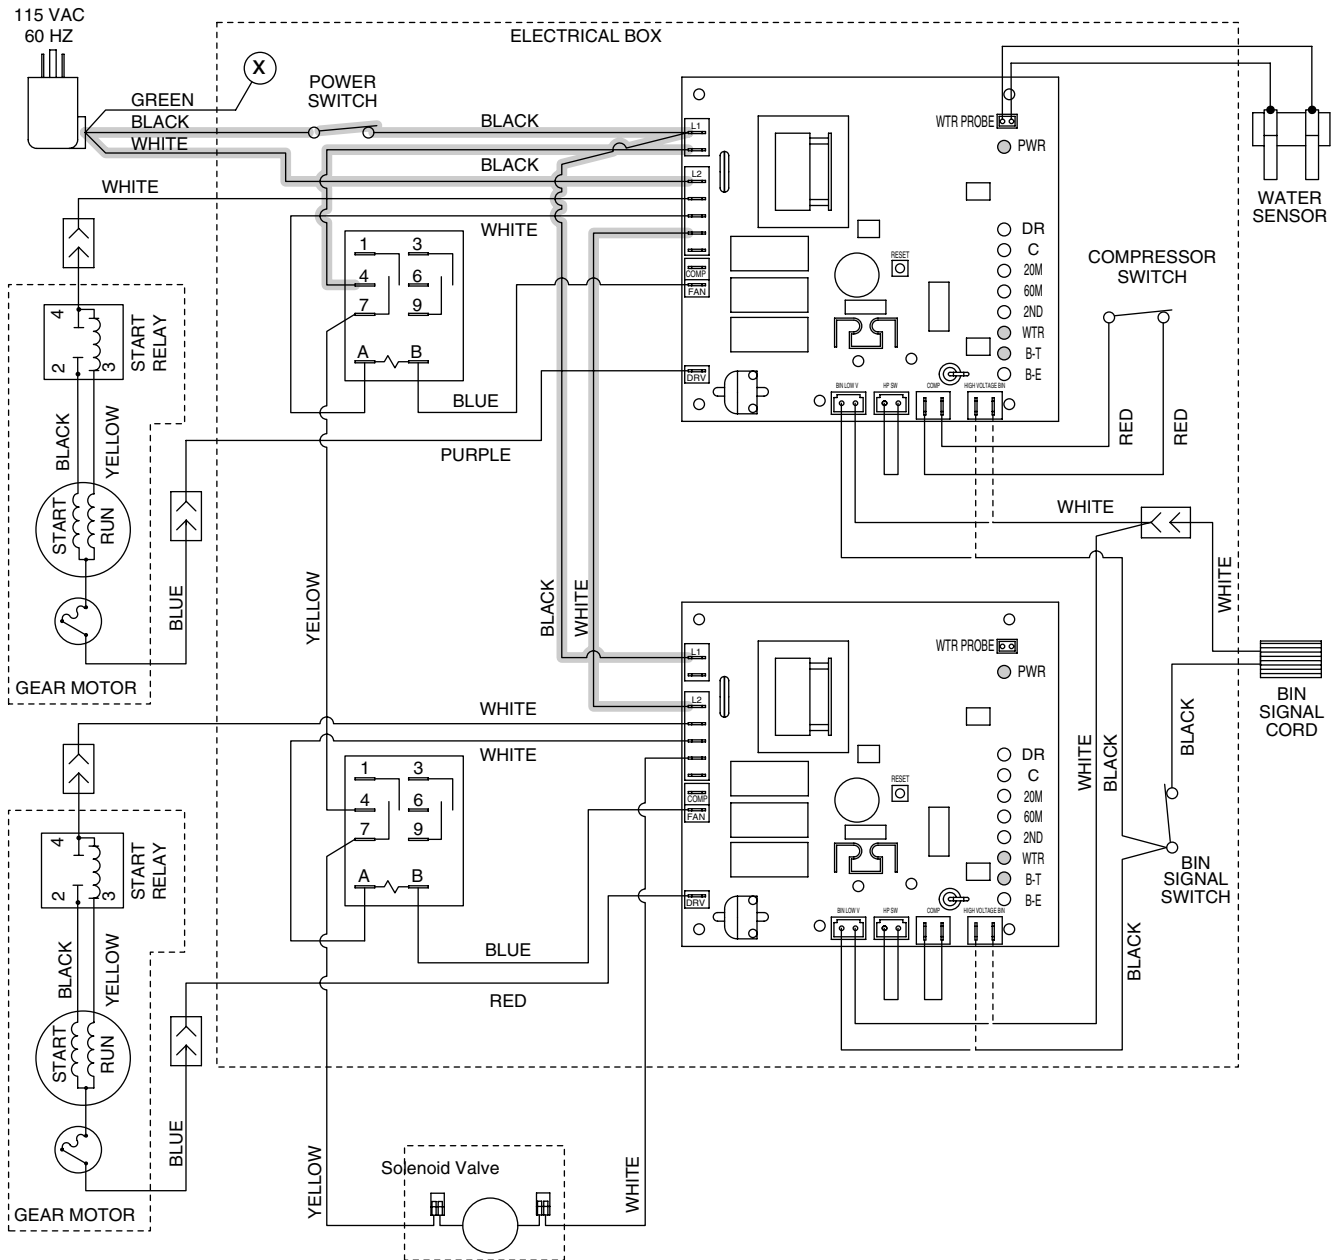 115 VAC
60 HZ
ELECTRICAL BOX
X
POWER
SWITCH
GREEN
BLACK
WHITE
BLACK
BLACK
WHITE
WHITE
L1
L2
COMP
FAN
DRV
WTR PROBE
PWR
DR
C
20M
60M
2ND
WTR
B-T
B-E
RESET
BIN LOW V
HP SW
COMP
HIGH VOLTAGE BIN
WATER
SENSOR
COMPRESSOR
SWITCH
RED
RED
1
3
4
6
7
9
A
B
BLUE
PURPLE
4
2
3
START
RELAY
BLACK
YELLOW
START
RUN
BLUE
GEAR MOTOR
YELLOW
BLACK
WHITE
WHITE
WHITE
BIN
SIGNAL
CORD
BLACK
WHITE
BLACK
BIN
SIGNAL
SWITCH
BLACK
WHITE
WHITE
L1
L2
COMP
FAN
DRV
WTR PROBE
PWR
DR
C
20M
60M
2ND
WTR
B-T
B-E
RESET
BIN LOW V
HP SW
COMP
HIGH VOLTAGE BIN
1
3
4
6
7
9
A
B
BLUE
RED
4
2
3
START
RELAY
BLACK
YELLOW
START
RUN
BLUE
GEAR MOTOR
YELLOW
Solenoid Valve
WHITE